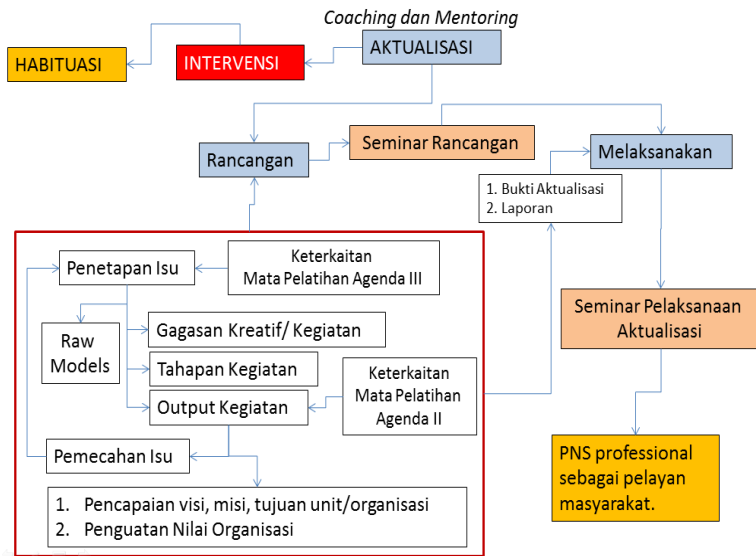 Coaching dan Mentoring
AKTUALISASI
INTERVENSI
HABITUASI
Rancangan
Seminar Rancangan
Melaksanakan
1. Bukti Aktualisasi
2. Laporan
Penetapan Isu
Keterkaitan
Mata Pelatihan Agenda III
Raw
Models
Gagasan Kreatif/ Kegiatan
Tahapan Kegiatan
Output Kegiatan
Keterkaitan
Mata Pelatihan
Agenda II
Pemecahan Isu
1. Pencapaian visi, misi, tujuan unit/organisasi
2. Penguatan Nilai Organisasi
Seminar Pelaksanaan
Aktualisasi
PNS professional
sebagai pelayan
masyarakat.